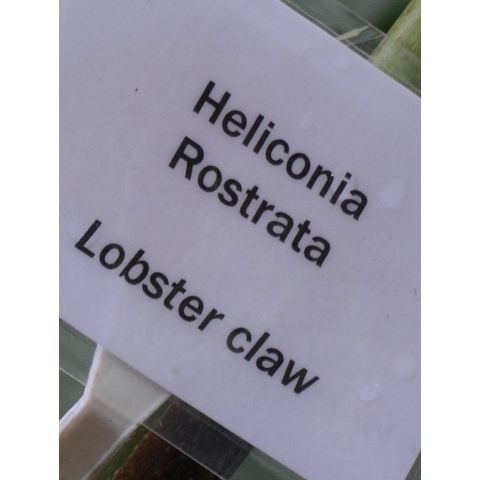 Heliconia
Rostrata
Lobster claw